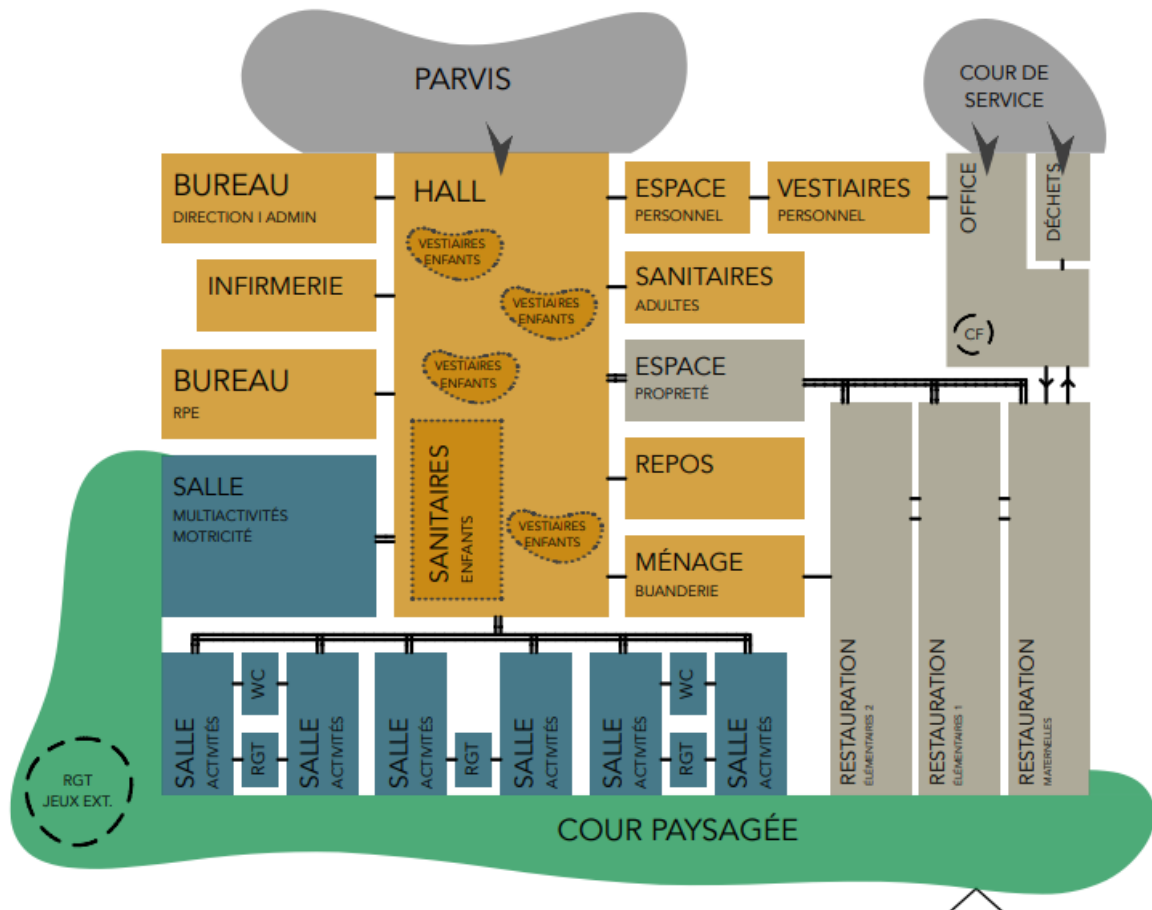 PARVIS
COUR DE
SERVICE
BUREAU
DIRECTION I ADMIN
HALL
ESPACE
PERSONNEL
VESTIAIRES
PERSONNEL
OFFICE
DÉCHETS
VESTIAIRES
ENFANTS
INFIRMERIE
VESTIAIRES
ENFANTS
SANITAIRES
ADULTES
CF
BUREAU
RPE
VESTIAIRES
ENFANTS
ESPACE
PROPRETÉ
SALLE
MULTIACTIVITÉS
MOTRICITÉ
SANITAIRES
ENFANTS
VESTIAIRES
ENFANTS
REPOS
MÉNAGE
BUANDERIE
SALLE
ACTIVITÉS
WC
RGT
SALLE
ACTIVITÉS
SALLE
ACTIVITÉS
RGT
SALLE
ACTIVITÉS
SALLE
ACTIVITÉS
WC
RGT
SALLE
ACTIVITÉS
RESTAURATION
ÉLÉMENTAIRES 2
RESTAURATION
ÉLÉMENTAIRES 1
RESTAURATION
MATERNELLES
RGT
JEUX EXT.
COUR PAYSAGÉE